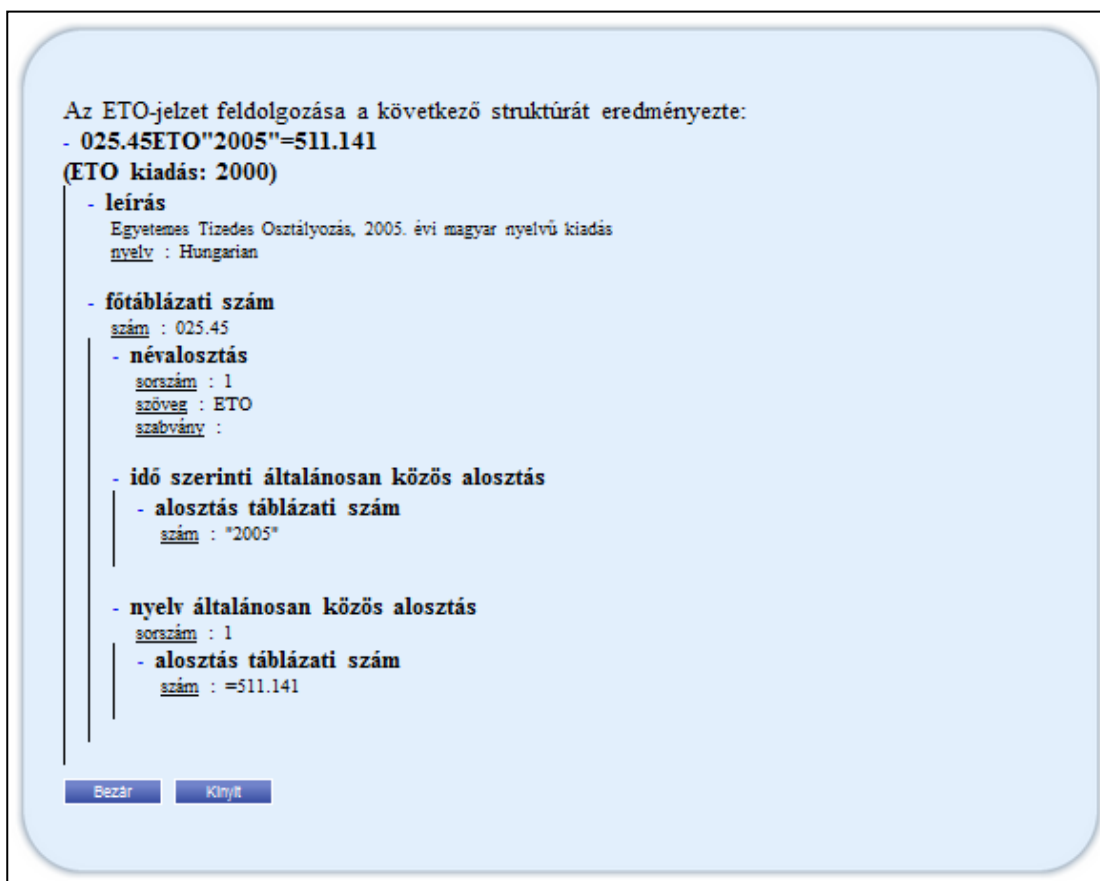 Az ETO-jelzet feldolgozása a következő struktúrát eredményezte:
- 025.45ETO"2005"=511.141
(ETO kiadás: 2000)
- leírás
Egyetemes Tizedes Osztályozás, 2005. évi magyar nyelvű kiadás
nyelv : Hungarian
- főtáblázati szám
szám : 025.45
- névalosztás
sorszám : 1
szöveg : ETO
szabvány :
- idő szerinti általánosan közös alosztás
- alosztás táblázati szám
szám : "2005"
- nyelv általánosan közös alosztás
sorszám : 1
- alosztás táblázati szám
szám : =511.141
Bezár Kinyit